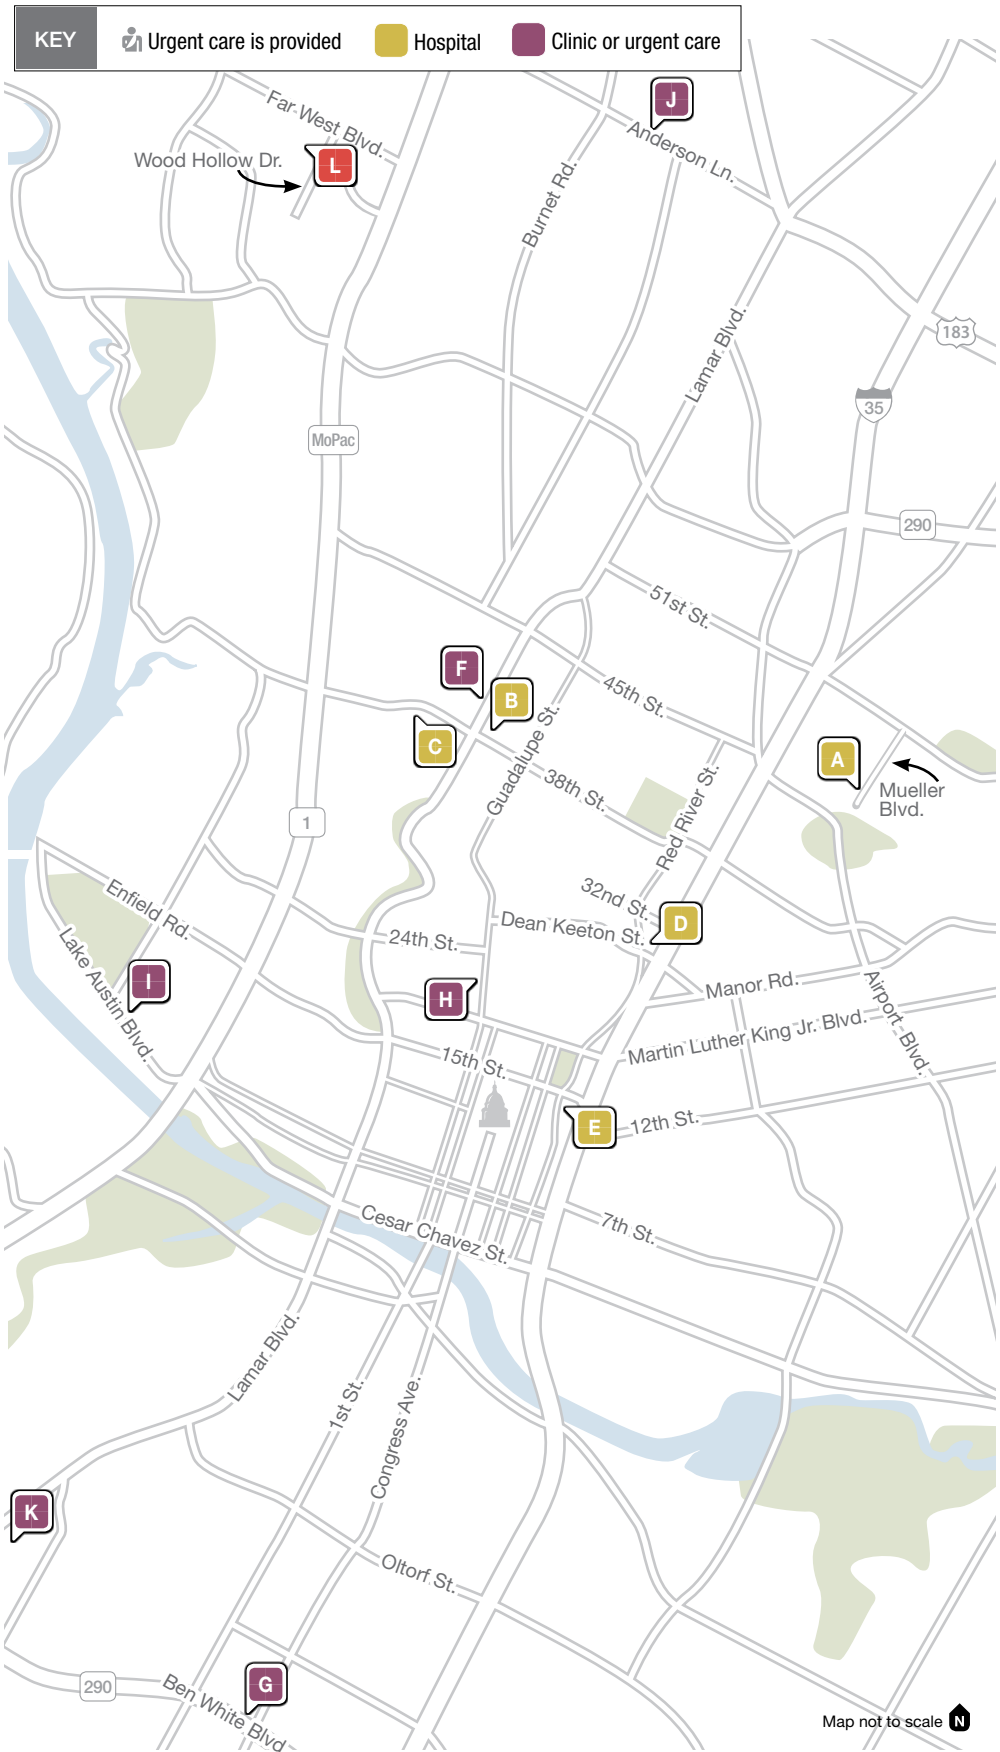 KEY
Urgent care is provided
Hospital
Clinic or urgent care
J
Far West Blvd.
Anderson Ln.
Wood Hollow Dr.
L
Burnet Rd.
183
Lamar Blvd.
35
MoPac
290
51st St.
F
B
45th St.
C
Guadalupe St.
A
38th St.
Mueller
Blvd.
Red River St.
1
32nd St.
Enfield Rd.
Dean Keeton St.
D
24th St.
Lake Austin Blvd.
I
H
Manor Rd.
Airport Blvd.
Martin Luther King Jr. Blvd.
15th St.
E
12th St.
Cesar Chavez St.
7th St.
Lamar Blvd.
1st St.
Congress Ave.
K
Oltorf St.
G
290
Ben White Blvd
Map not to scale N